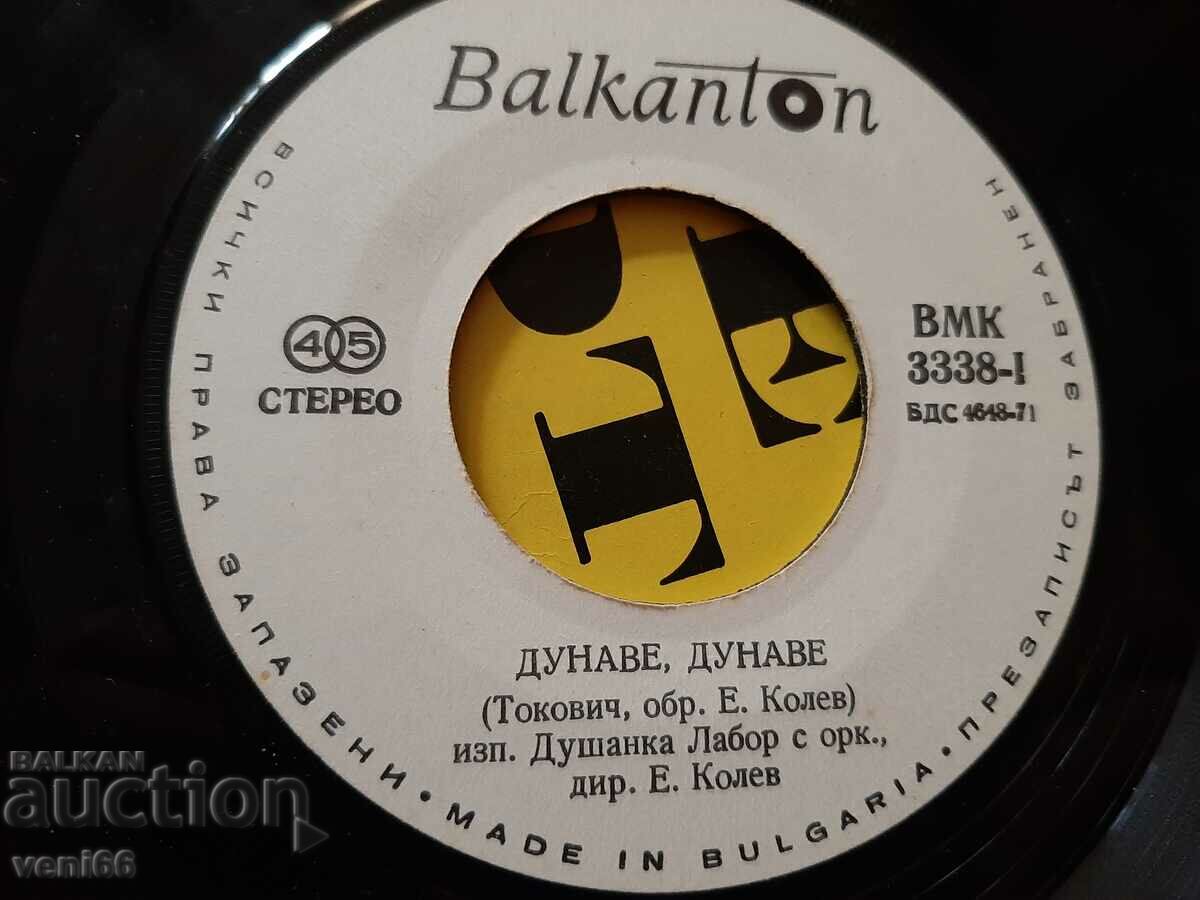 Balkanton
ВСИЧКИ ПРАВА ЗАПАЗЕНИ • MADE IN BULGARIA • ПРЕЗАПИСЪТ ЗАБРАНЕН
45
СТЕРЕО
ВМК
3338-I
БДС 4648-71
ДУНАВЕ, ДУНАВЕ
(Токович, обр. Е. Колев)
изп. Душанка Лабор с орк.,
дир. Е. Колев
BALKAN
auction
veni66